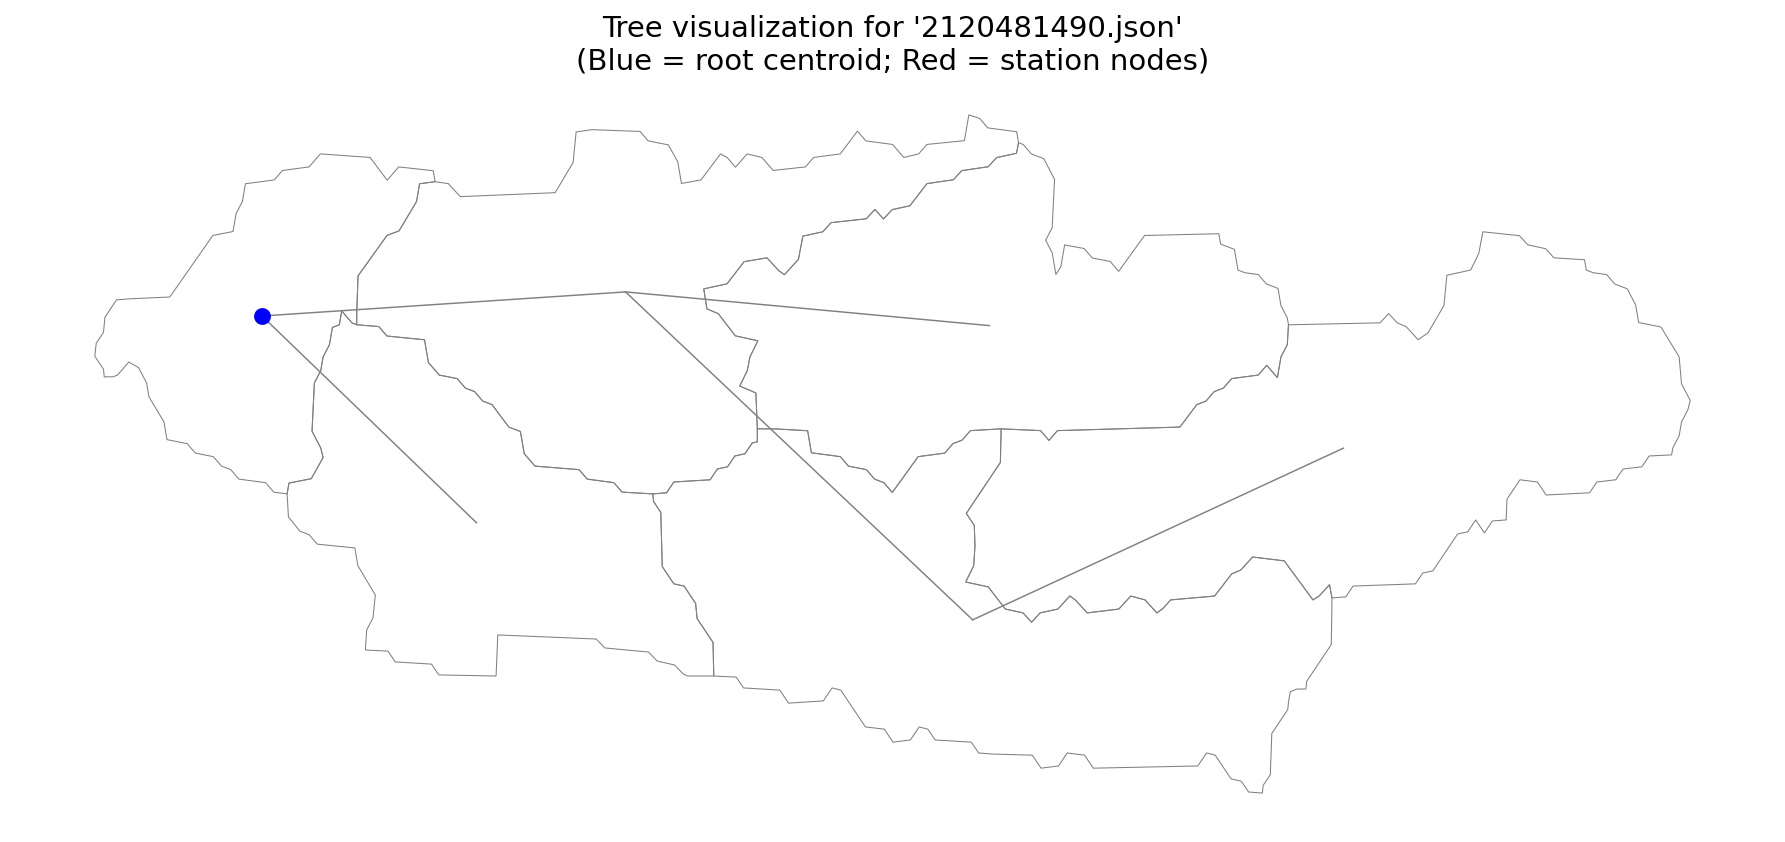 Tree visualization for '2120481490.json'
(Blue = root centroid; Red = station nodes)